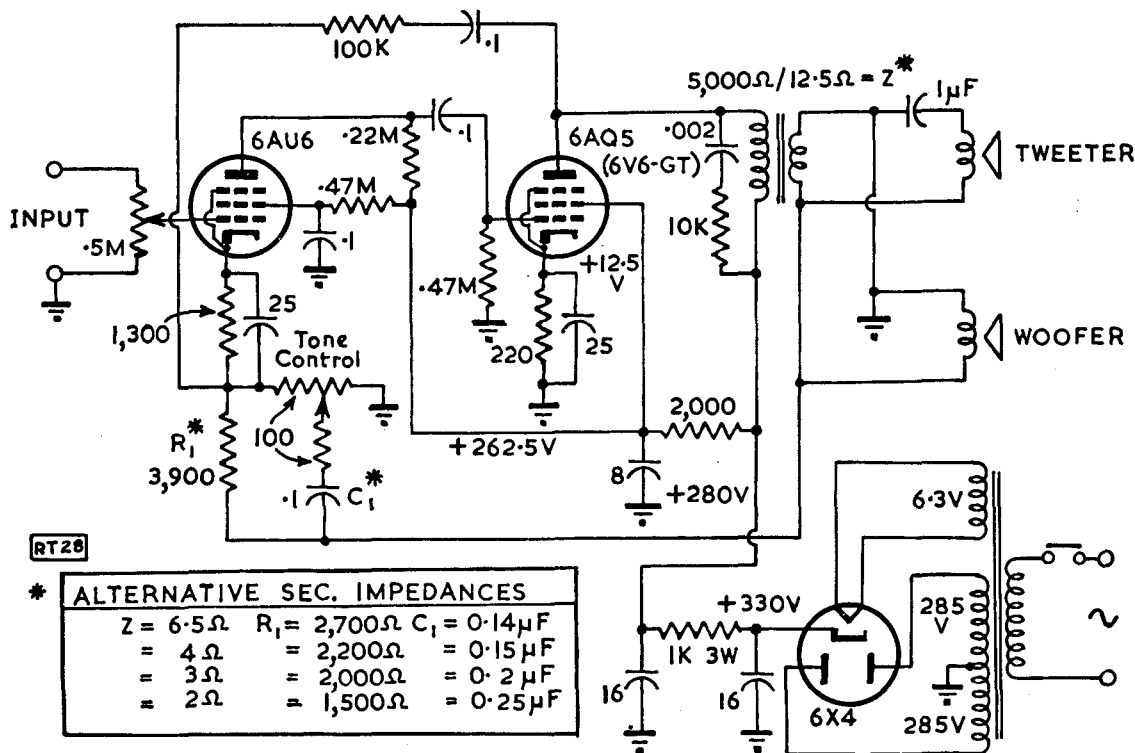 100K
.1
5,000Ω/12.5Ω = Z*
1µF
6AU6
.22M
.1
6AQ5
(6V6-GT)
.002
TWEETER
.47M
INPUT
.5M
.1
10K
+12.5
V
.47M
25
1,300
Tone
Control
220
25
WOOFER
2,000
R₁*
3,900
100
+262.5V
.1
C₁*
8
+280V
6.3V
RT28
+330V
285
V
1K 3W
16
16
6X4
285V
* ALTERNATIVE SEC. IMPEDANCES
Z = 6.5Ω R₁ = 2,700Ω C₁ = 0.14µF
= 4Ω = 2,200Ω = 0.15µF
= 3Ω = 2,000Ω = 0.2µF
= 2Ω = 1,500Ω = 0.25µF